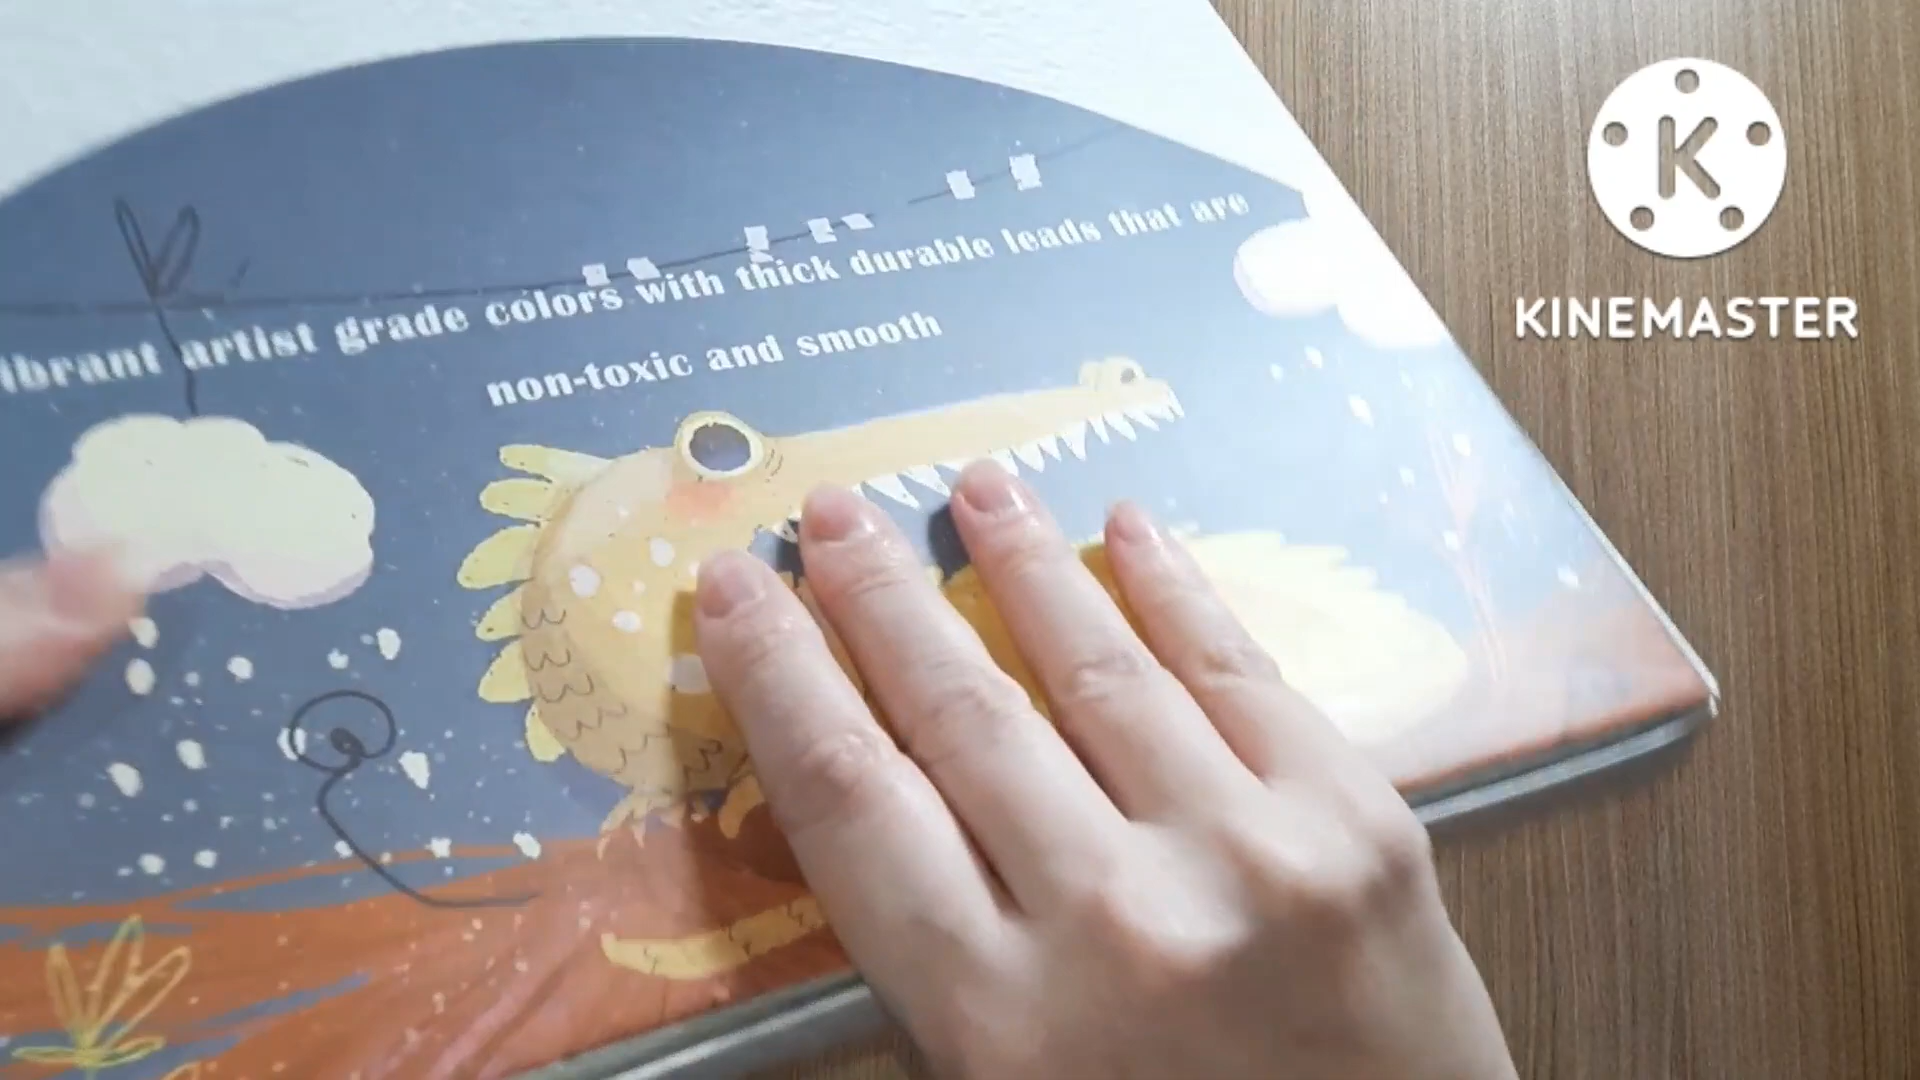 ibrant artist grade colors with thick durable leads that are
non-toxic and smooth
K
KINEMASTER